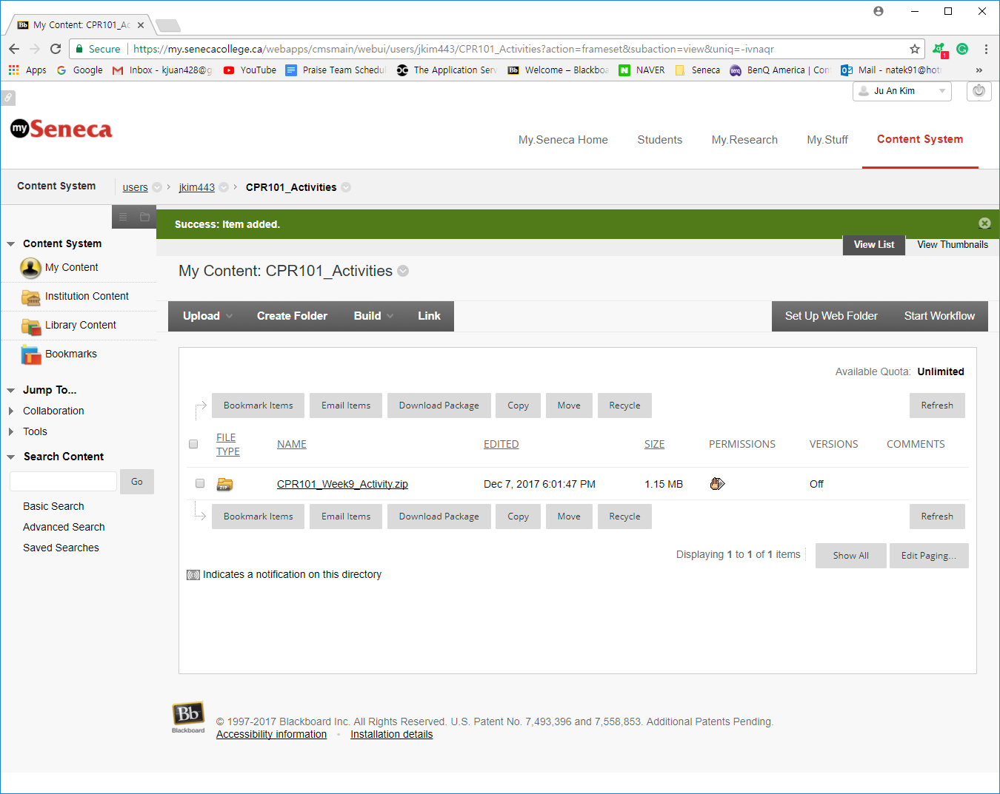 My Content: CPR101_Ac
Secure
https://my.senecacollege.ca/webapps/cmsmain/webui/users/jkim443/CPR101_Activities?action=frameset&subaction=view&uniq=-ivnaqr
1
Apps
Google
Inbox - kjuan428@g
YouTube
Praise Team Schedul
The Application Serv
Welcome – Blackboa
NAVER
Seneca
BenQ America | Con
Mail - natek91@hotr
»
Ju An Kim
mySeneca
My.Seneca Home
Students
My.Research
My.Stuff
Content System
Content System
users
jkim443
CPR101_Activities
Success: Item added.
View List
View Thumbnails
Content System
My Content
Institution Content
Library Content
Bookmarks
Jump To...
Collaboration
Tools
Search Content
Go
Basic Search
Advanced Search
Saved Searches
My Content: CPR101_Activities
Upload
Create Folder
Build
Link
Set Up Web Folder
Start Workflow
Available Quota: Unlimited
Bookmark Items
Email Items
Download Package
Copy
Move
Recycle
Refresh
FILE TYPE
NAME
EDITED
SIZE
PERMISSIONS
VERSIONS
COMMENTS
ZIP
CPR101_Week9_Activity.zip
Dec 7, 2017 6:01:47 PM
1.15 MB
Off
Bookmark Items
Email Items
Download Package
Copy
Move
Recycle
Refresh
Displaying 1 to 1 of 1 items
Show All
Edit Paging...
Indicates a notification on this directory
Bb
Blackboard
© 1997-2017 Blackboard Inc. All Rights Reserved. U.S. Patent No. 7,493,396 and 7,558,853. Additional Patents Pending.
Accessibility information
Installation details